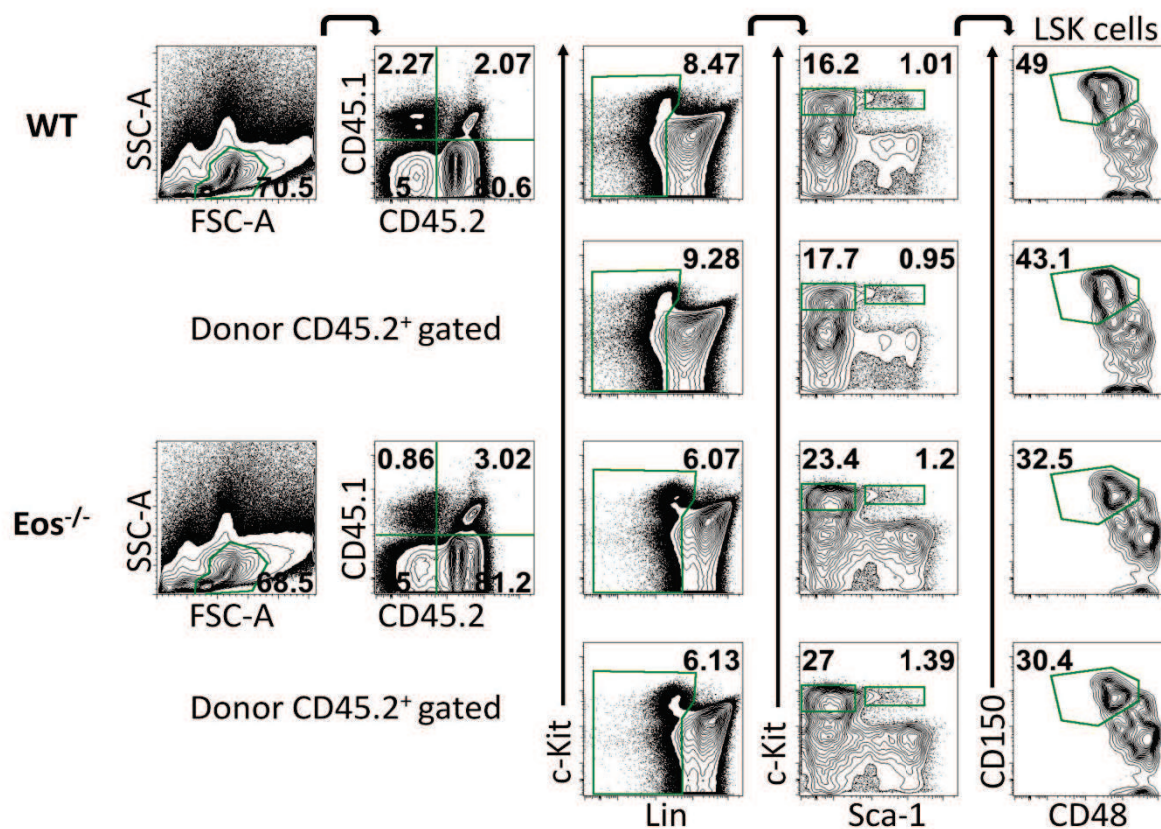 LSK cells
WT
SSC-A
70.5
FSC-A
CD45.1
2.27 2.07
5 80.6
CD45.2
8.47
16.2 1.01
49
Donor CD45.2⁺ gated
9.28
17.7 0.95
43.1
Eos⁻/⁻
SSC-A
68.5
FSC-A
CD45.1
0.86 3.02
5 81.2
CD45.2
6.07
23.4 1.2
32.5
Donor CD45.2⁺ gated
c-Kit
6.13
Lin
c-Kit
27 1.39
Sca-1
CD150
30.4
CD48